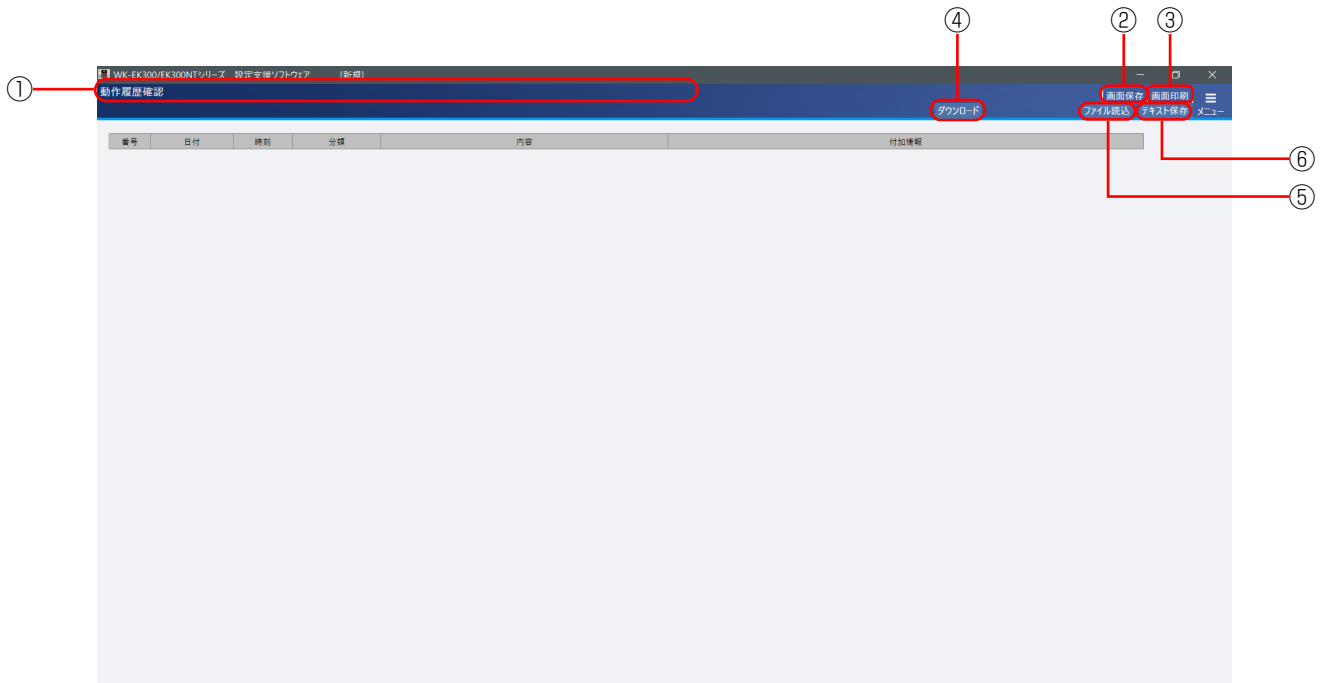 ④ ② ③
①
WK-EK300/EK300NTシリーズ 設定支援ソフトウェア [新規]
動作履歴確認
画面保存 画面印刷
ダウンロード ファイル読込 テキスト保存 メニュー
番号 日付 時刻 分類 内容 付加情報
⑥
⑤